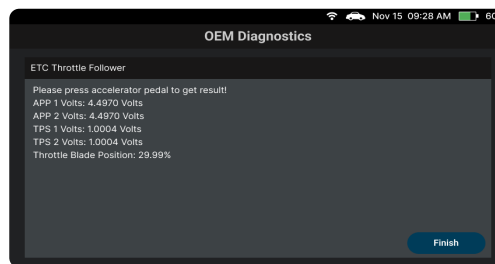 Nov 15 09:28 AM 60
OEM Diagnostics
ETC Throttle Follower
Please press accelerator pedal to get result!
APP 1 Volts: 4.4970 Volts
APP 2 Volts: 4.4970 Volts
TPS 1 Volts: 1.0004 Volts
TPS 2 Volts: 1.0004 Volts
Throttle Blade Position: 29.99%
Finish